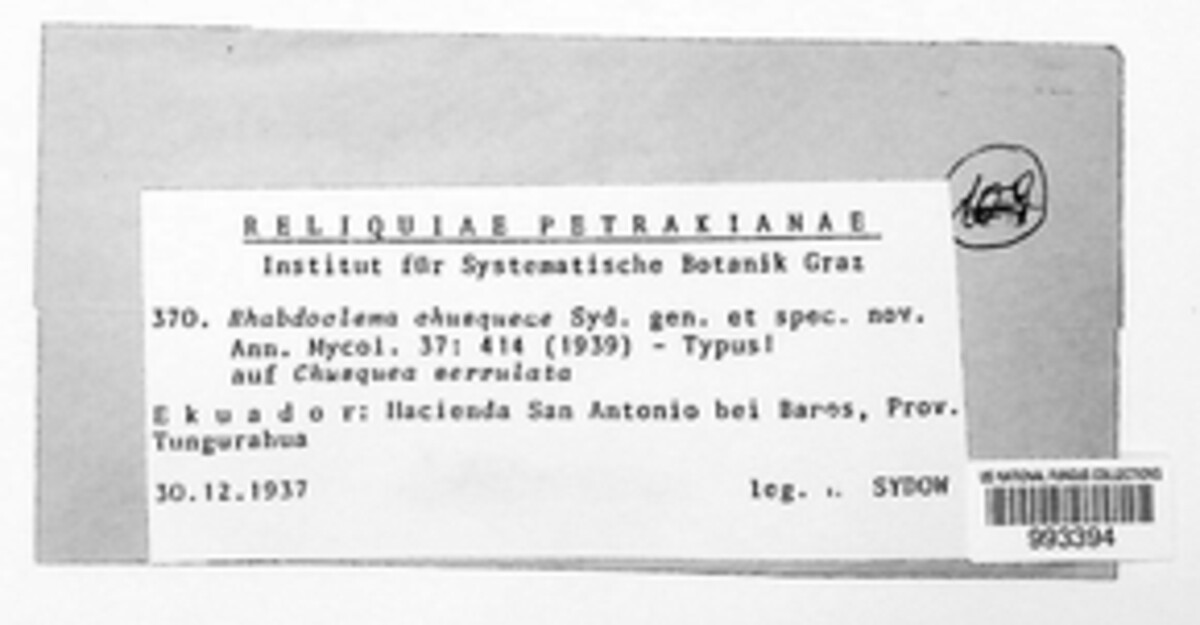 RELIQUIAE PETRAKIANAE
Institut für Systematische Botanik Graz
370. Rhabdoclema chusqueae Syd. gen. et spec. nov.
Ann. Mycol. 37: 414 (1939) - Typus!
auf Chusquea serrulata
Ekuador: Hacienda San Antonio bei Banos, Prov.
Tungurahua
30.12.1937 leg. SYDOW
US NATIONAL FUNGUS COLLECTIONS
993394